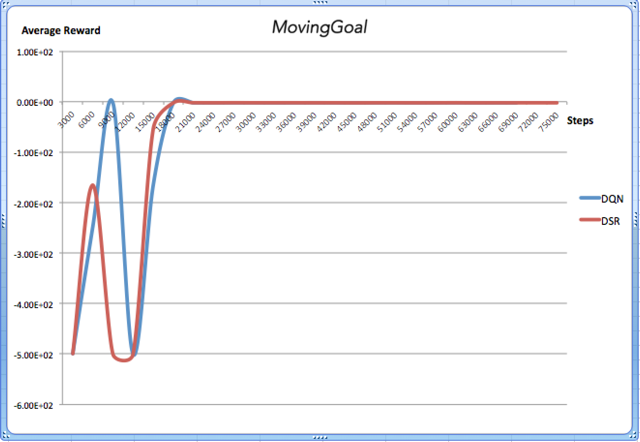 MovingGoal
Average Reward
1.00E+02
0.00E+00
-1.00E+02
-2.00E+02
-3.00E+02
-4.00E+02
-5.00E+02
-6.00E+02
3000
6000
9000
12000
15000
18000
21000
24000
27000
30000
33000
36000
39000
42000
45000
48000
51000
54000
57000
60000
63000
66000
69000
72000
75000
Steps
DQN
DSR